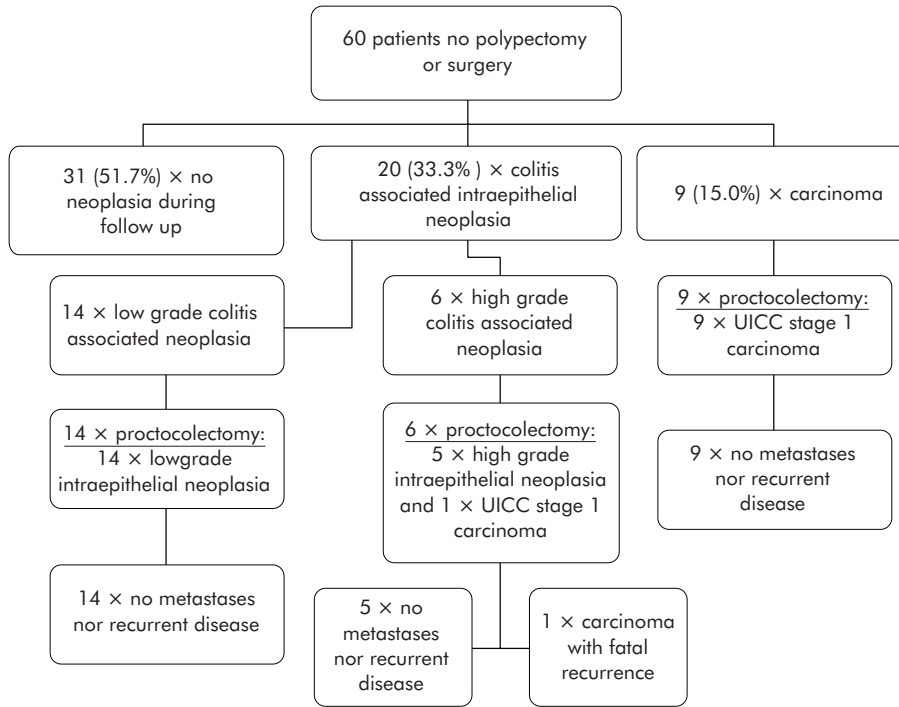 60 patients no polypectomy
or surgery
31 (51.7%) × no
neoplasia during
follow up
20 (33.3% ) × colitis
associated intraepithelial
neoplasia
9 (15.0%) × carcinoma
14 × low grade colitis
associated neoplasia
6 × high grade
colitis associated
neoplasia
9 × proctocolectomy:
9 × UICC stage 1
carcinoma
14 × proctocolectomy:
14 × lowgrade
intraepithelial neoplasia
6 × proctocolectomy:
5 × high grade
intraepithelial neoplasia
and 1 × UICC stage 1
carcinoma
9 × no metastases
nor recurrent
disease
14 × no metastases
nor recurrent disease
5 × no
metastases
nor recurrent
disease
1 × carcinoma
with fatal
recurrence